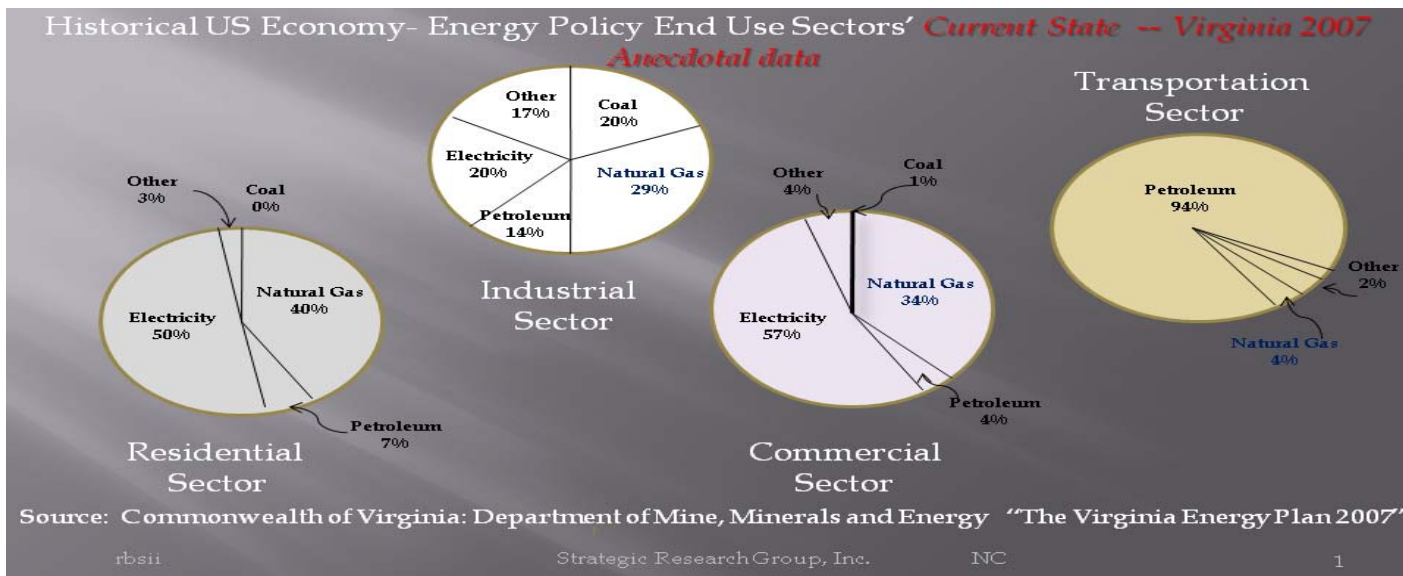 Historical US Economy- Energy Policy End Use Sectors’ Current State -- Virginia 2007
Anecdotal data
Other
3%
Coal
0%
Natural Gas
40%
Electricity
50%
Petroleum
7%
Residential
Sector
Other
17%
Coal
20%
Electricity
20%
Natural Gas
29%
Petroleum
14%
Industrial
Sector
Other
4%
Coal
1%
Natural Gas
34%
Electricity
57%
Petroleum
4%
Commercial
Sector
Transportation
Sector
Petroleum
94%
Other
2%
Natural Gas
4%
Source: Commonwealth of Virginia: Department of Mine, Minerals and Energy “The Virginia Energy Plan 2007”
rbsii Strategic Research Group, Inc. NC 1